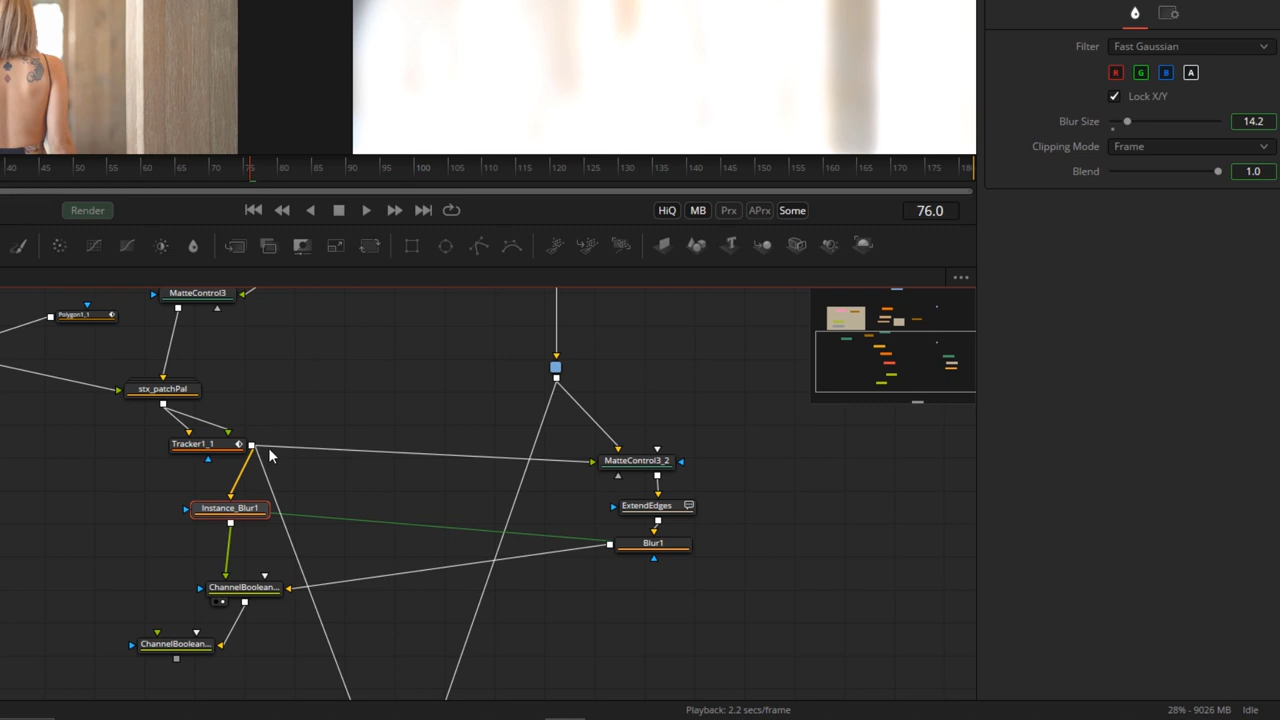 Filter Fast Gaussian
R G B A
Lock X/Y
Blur Size 14.2
Clipping Mode Frame
Blend 1.0
40 45 50 55 60 65 70 75 80 85 90 95 100 105 110 115 120 125 130 135 140 145 150 155 160 165 170 175 180
Render HiQ MB Prx APrx Some 76.0
MatteControl3
Polygon1_1
stx_patchPal
Tracker1_1
MatteControl3_2
Instance_Blur1
ExtendEdges
Blur1
ChannelBoolean...
ChannelBoolean...
Playback: 2.2 secs/frame 28% - 9026 MB Idle